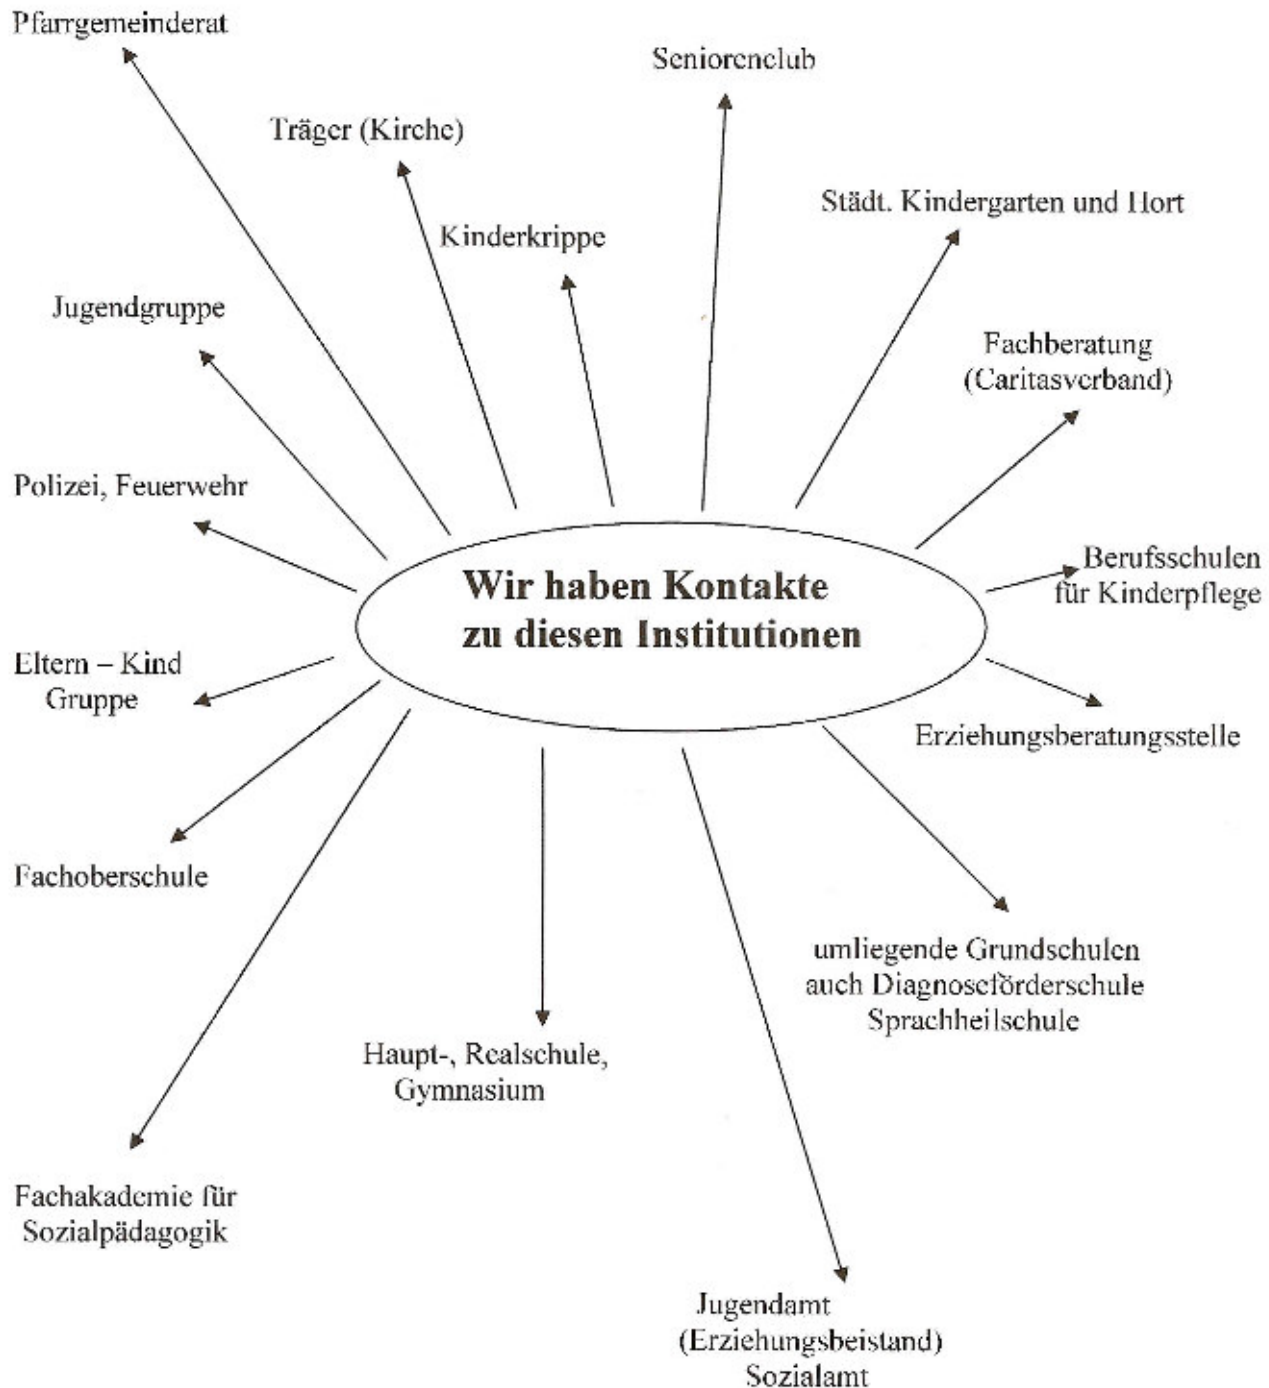 Pfarrgemeinderat
Seniorenclub
Träger (Kirche)
Städt. Kindergarten und Hort
Kinderkrippe
Jugendgruppe
Fachberatung
(Caritasverband)
Polizei, Feuerwehr
Berufsschulen
für Kinderpflege
Wir haben Kontakte
zu diesen Institutionen
Eltern – Kind
Gruppe
Erziehungsberatungsstelle
Fachoberschule
umliegende Grundschulen
auch Diagnoseförderschule
Sprachheilschule
Haupt-, Realschule,
Gymnasium
Fachakademie für
Sozialpädagogik
Jugendamt
(Erziehungsbeistand)
Sozialamt